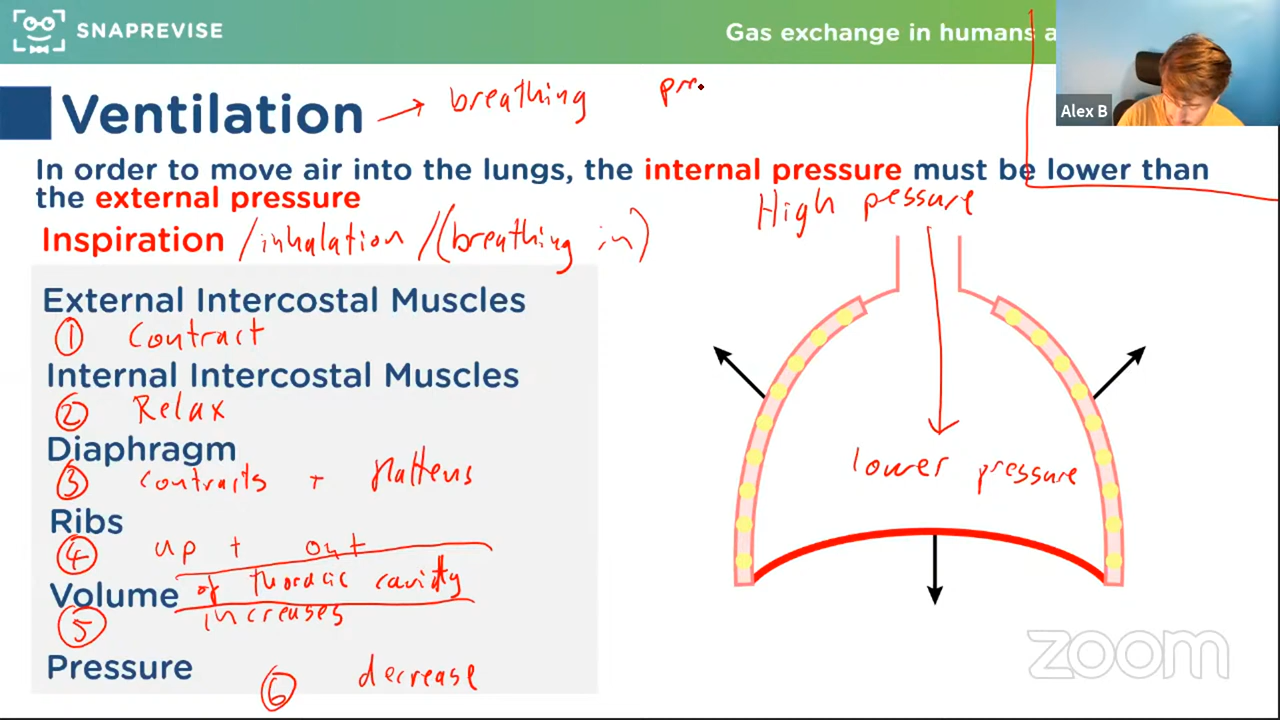 SNAPREVISE
Gas exchange in humans a
Alex B
Ventilation → breathing pr
In order to move air into the lungs, the internal pressure must be lower than
the external pressure
High pressure
Inspiration /inhalation /(breathing in)
External Intercostal Muscles
① Contract
Internal Intercostal Muscles
② Relax
Diaphragm
③ contracts + flattens
Ribs
④ up + out
Volume of thoracic cavity
⑤ increases
Pressure
⑥ decrease
lower pressure
zoom